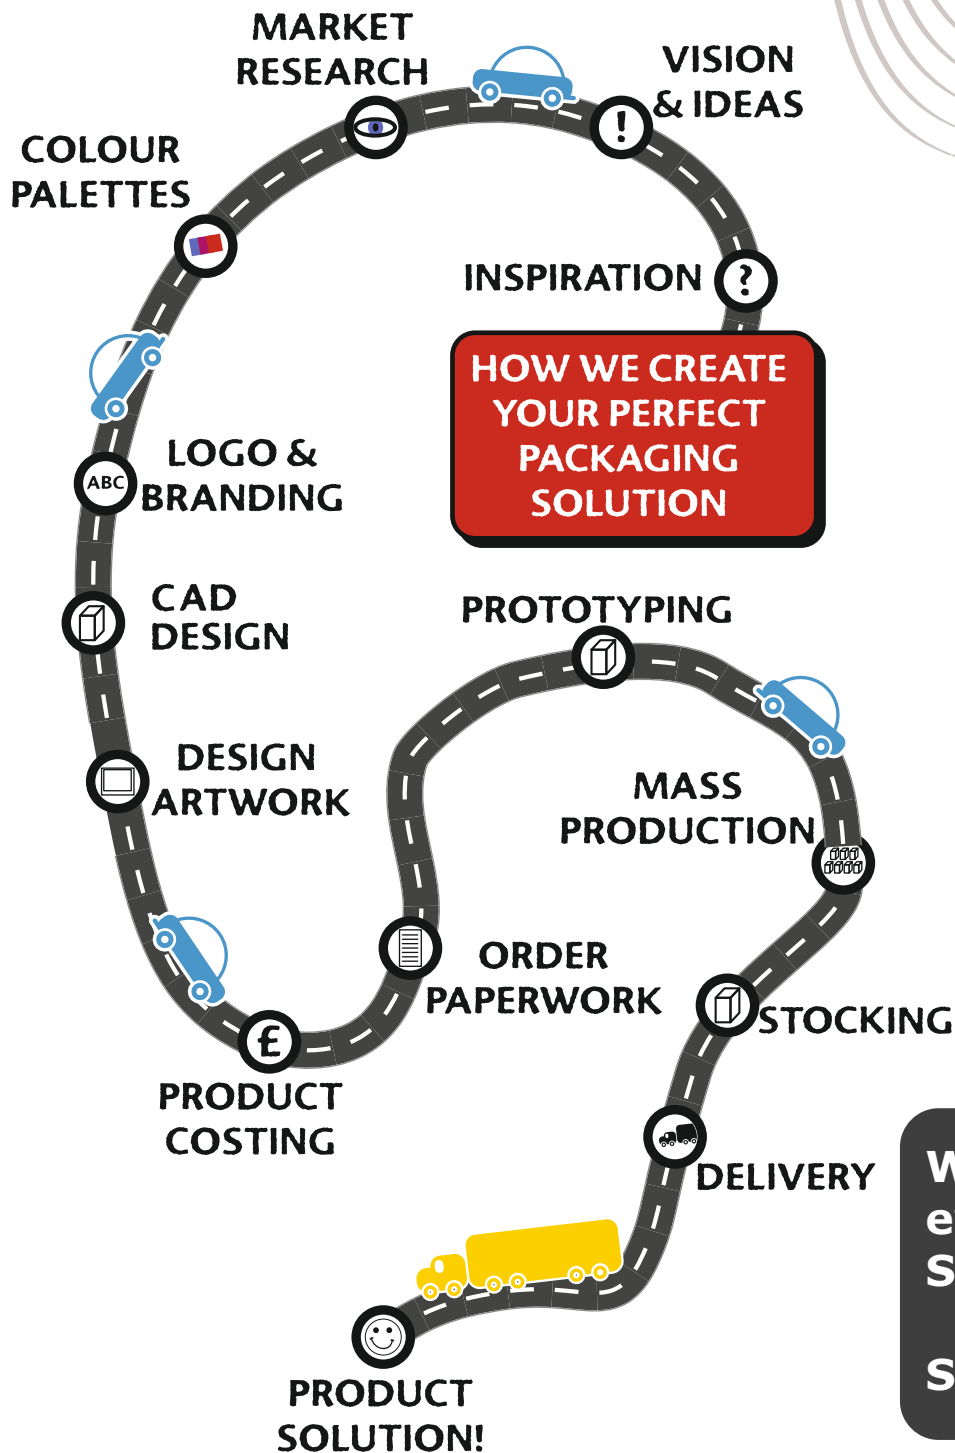 MARKET
RESEARCH
VISION
& IDEAS
!
COLOUR
PALETTES
INSPIRATION
?
HOW WE CREATE
YOUR PERFECT
PACKAGING
SOLUTION
LOGO &
BRANDING
ABC
CAD
DESIGN
PROTOTYPING
DESIGN
ARTWORK
MASS
PRODUCTION
ORDER
PAPERWORK
STOCKING
£
PRODUCT
COSTING
DELIVERY
PRODUCT
SOLUTION!